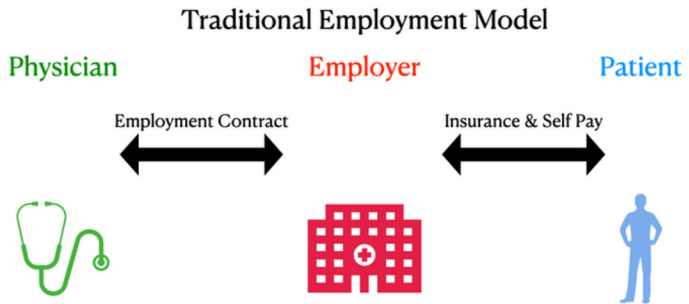 Traditional Employment Model
Physician
Employer
Patient
Employment Contract
Insurance & Self Pay